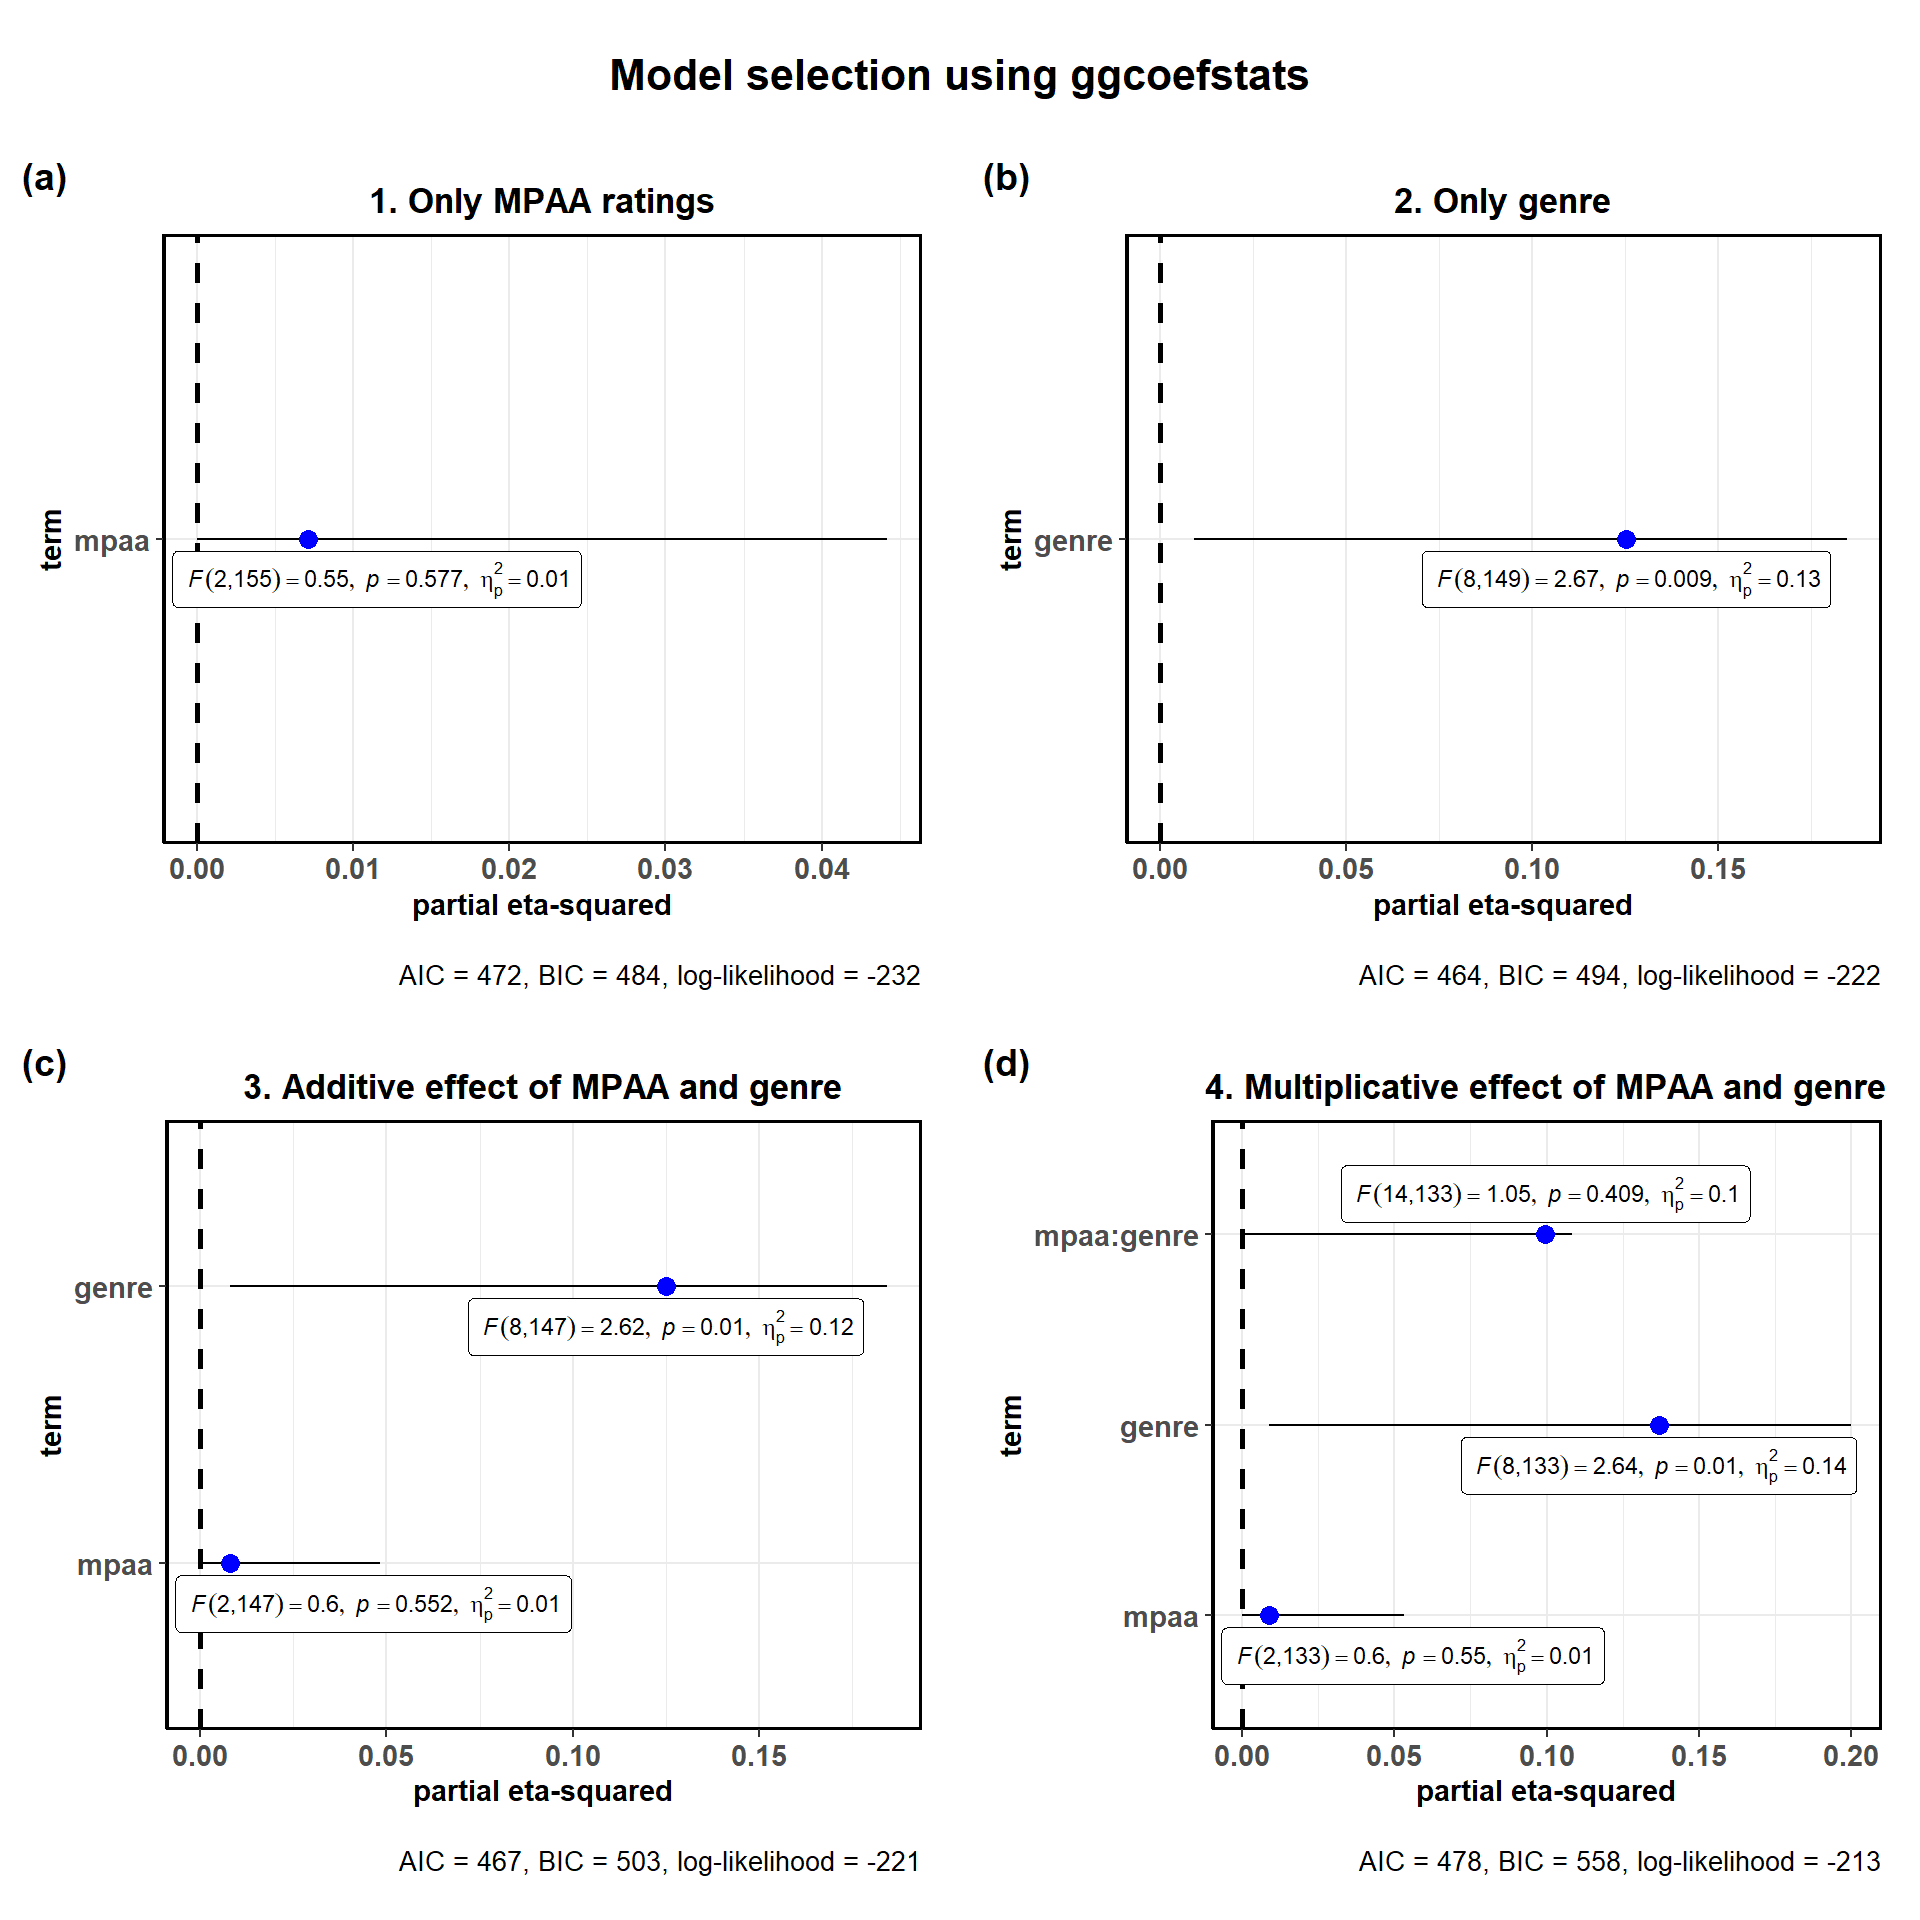 Model selection using ggcoefstats
(a)
1. Only MPAA ratings
term
mpaa
F(2,155) = 0.55, p = 0.577, η²ₚ = 0.01
0.00 0.01 0.02 0.03 0.04
partial eta-squared
AIC = 472, BIC = 484, log-likelihood = -232
(b)
2. Only genre
term
genre
F(8,149) = 2.67, p = 0.009, η²ₚ = 0.13
0.00 0.05 0.10 0.15
partial eta-squared
AIC = 464, BIC = 494, log-likelihood = -222
(c)
3. Additive effect of MPAA and genre
term
genre
F(8,147) = 2.62, p = 0.01, η²ₚ = 0.12
mpaa
F(2,147) = 0.6, p = 0.552, η²ₚ = 0.01
0.00 0.05 0.10 0.15
partial eta-squared
AIC = 467, BIC = 503, log-likelihood = -221
(d)
4. Multiplicative effect of MPAA and genre
term
F(14,133) = 1.05, p = 0.409, η²ₚ = 0.1
mpaa:genre
genre
F(8,133) = 2.64, p = 0.01, η²ₚ = 0.14
mpaa
F(2,133) = 0.6, p = 0.55, η²ₚ = 0.01
0.00 0.05 0.10 0.15 0.20
partial eta-squared
AIC = 478, BIC = 558, log-likelihood = -213